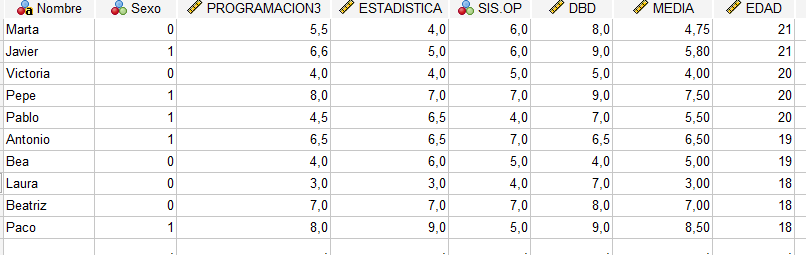 Nombre Sexo PROGRAMACION3 ESTADISTICA SIS.OP DBD MEDIA EDAD
Marta 0 5,5 4,0 6,0 8,0 4,75 21
Javier 1 6,6 5,0 6,0 9,0 5,80 21
Victoria 0 4,0 4,0 5,0 5,0 4,00 20
Pepe 1 8,0 7,0 7,0 9,0 7,50 20
Pablo 1 4,5 6,5 4,0 7,0 5,50 20
Antonio 1 6,5 6,5 7,0 6,5 6,50 19
Bea 0 4,0 6,0 5,0 4,0 5,00 19
Laura 0 3,0 3,0 4,0 7,0 3,00 18
Beatriz 0 7,0 7,0 7,0 8,0 7,00 18
Paco 1 8,0 9,0 5,0 9,0 8,50 18